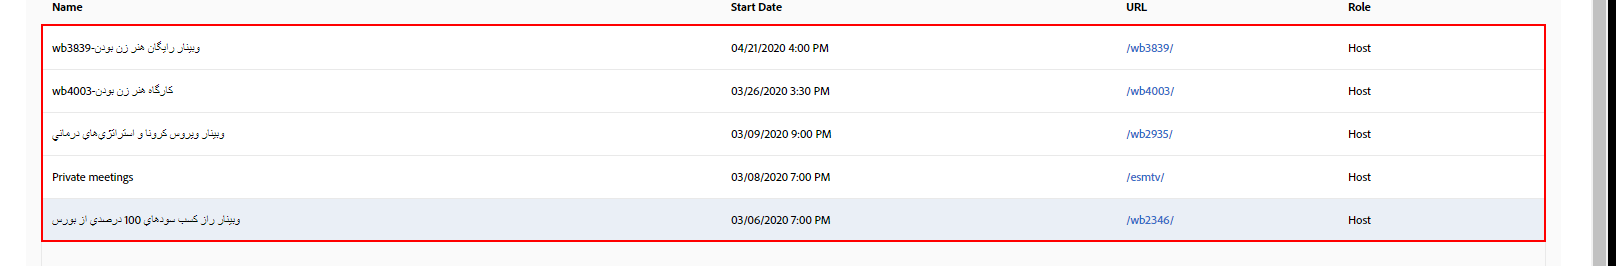 Name Start Date URL Role
wb3839-وبینار رایگان هنر زن بودن 04/21/2020 4:00 PM /wb3839/ Host
wb4003-کارگاه هنر زن بودن 03/26/2020 3:30 PM /wb4003/ Host
وبینار ویروس کرونا و استراتژی‌های درمانی 03/09/2020 9:00 PM /wb2935/ Host
Private meetings 03/08/2020 7:00 PM /esmtv/ Host
وبینار راز کسب سودهای 100 درصدی از بورس 03/06/2020 7:00 PM /wb2346/ Host